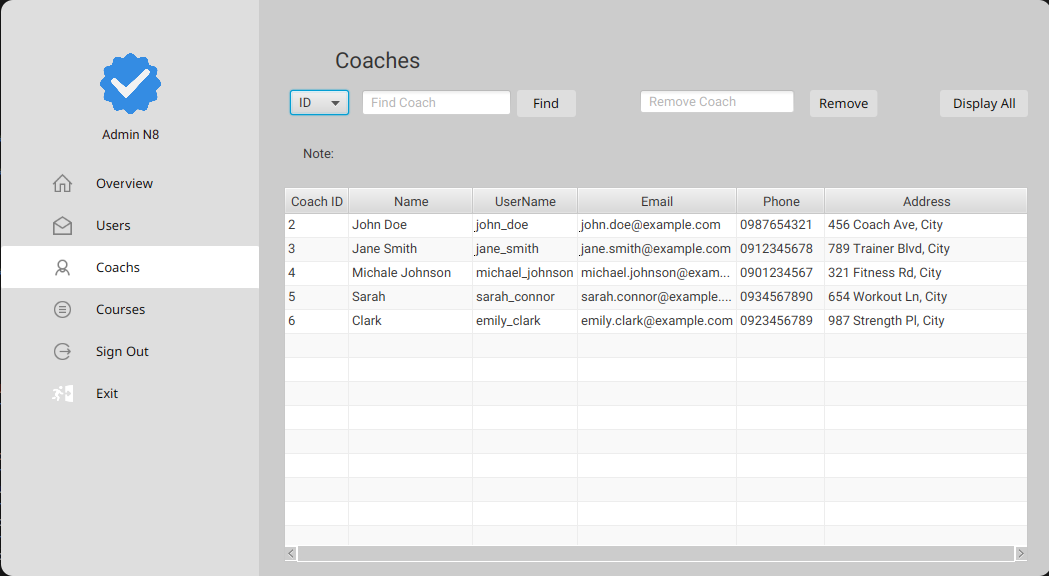 Coaches
ID Find Coach Find Remove Coach Remove Display All
Admin N8
Note:
Overview
Users
Coachs
Courses
Sign Out
Exit
Coach ID Name UserName Email Phone Address
2 John Doe john_doe john.doe@example.com 0987654321 456 Coach Ave, City
3 Jane Smith jane_smith jane.smith@example.com 0912345678 789 Trainer Blvd, City
4 Michale Johnson michael_johnson michael.johnson@exam... 0901234567 321 Fitness Rd, City
5 Sarah sarah_connor sarah.connor@example.... 0934567890 654 Workout Ln, City
6 Clark emily_clark emily.clark@example.com 0923456789 987 Strength Pl, City